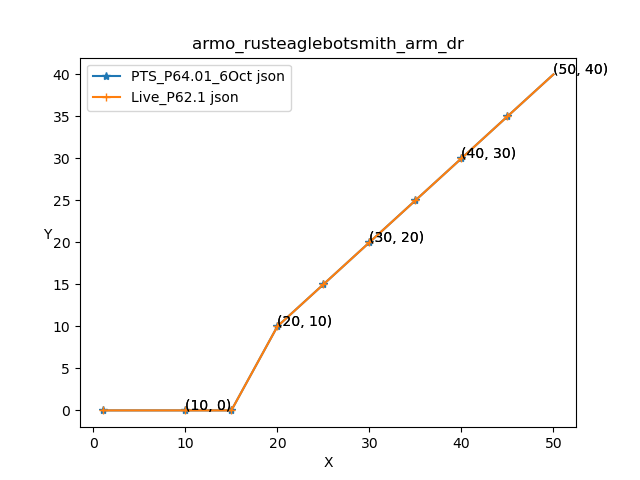 armo_rusteaglebotsmith_arm_dr
PTS_P64.01_6Oct json
Live_P62.1 json
(50, 40)
(40, 30)
(30, 20)
(20, 10)
(10, 0)
Y
40
35
30
25
20
15
10
5
0
0 10 20 30 40 50
X